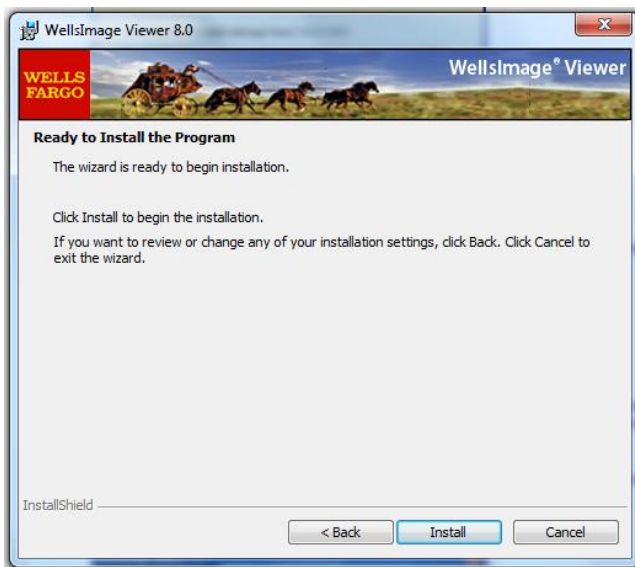 WellsImage Viewer 8.0
WELLS
FARGO
WellsImage® Viewer
Ready to Install the Program
The wizard is ready to begin installation.
Click Install to begin the installation.
If you want to review or change any of your installation settings, click Back. Click Cancel to
exit the wizard.
InstallShield
< Back
Install
Cancel